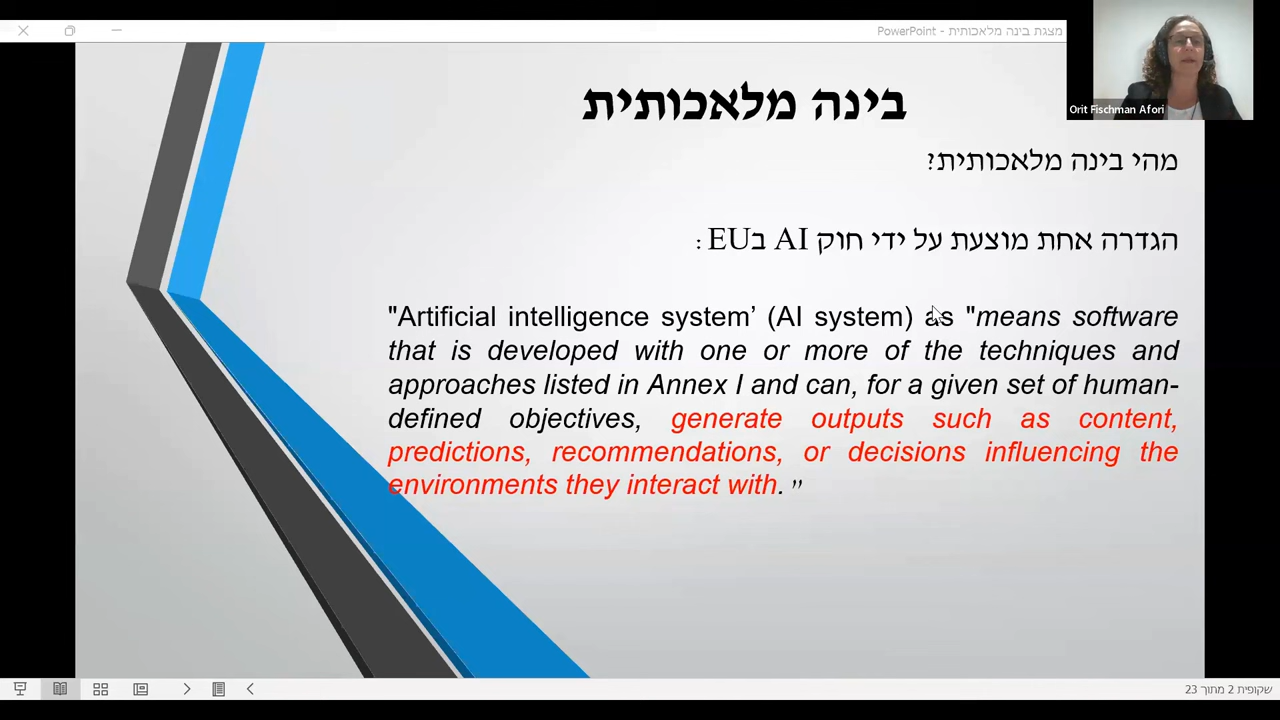 מצגת בינה מלאכותית - PowerPoint
Orit Fischman Afori
בינה מלאכותית
מהי בינה מלאכותית?
הגדרה אחת מוצעת על ידי חוק AI בEU:
"Artificial intelligence system’ (AI system) as "means software
that is developed with one or more of the techniques and
approaches listed in Annex I and can, for a given set of human-
defined objectives, generate outputs such as content,
predictions, recommendations, or decisions influencing the
environments they interact with. ”
שקופית 2 מתוך 23